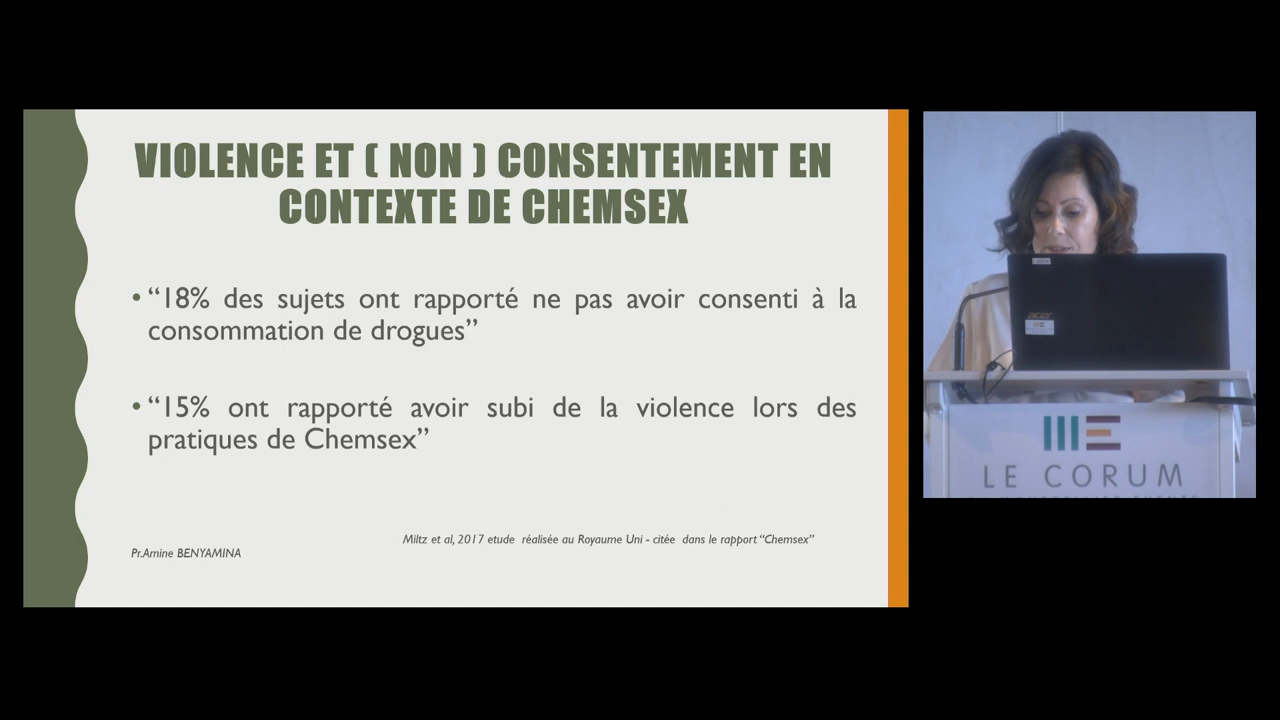 VIOLENCE ET ( NON ) CONSENTEMENT EN
CONTEXTE DE CHEMSEX
• “18% des sujets ont rapporté ne pas avoir consenti à la
consommation de drogues”
• “15% ont rapporté avoir subi de la violence lors des
pratiques de Chemsex”
Miltz et al, 2017 etude réalisée au Royaume Uni - citée dans le rapport “Chemsex”
Pr.Amine BENYAMINA
acer
LE CORUM